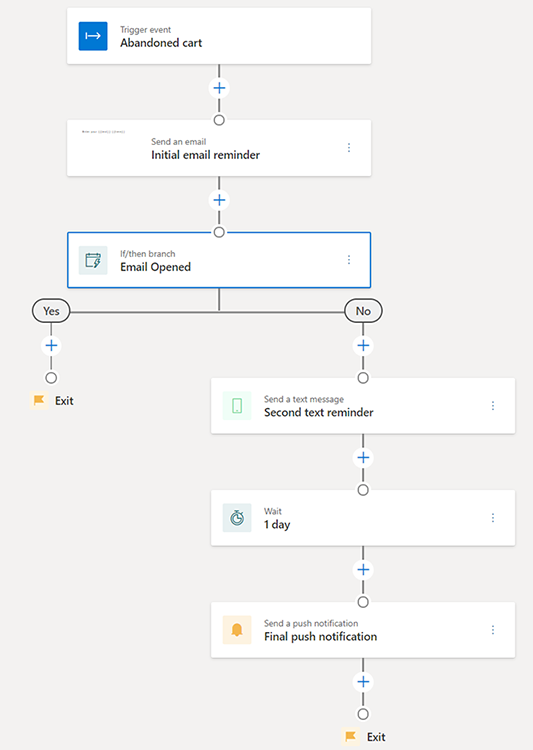 Trigger event
Abandoned cart
Send an email
Initial email reminder
If/then branch
Email Opened
Yes
No
Exit
Send a text message
Second text reminder
Wait
1 day
Send a push notification
Final push notification
Exit